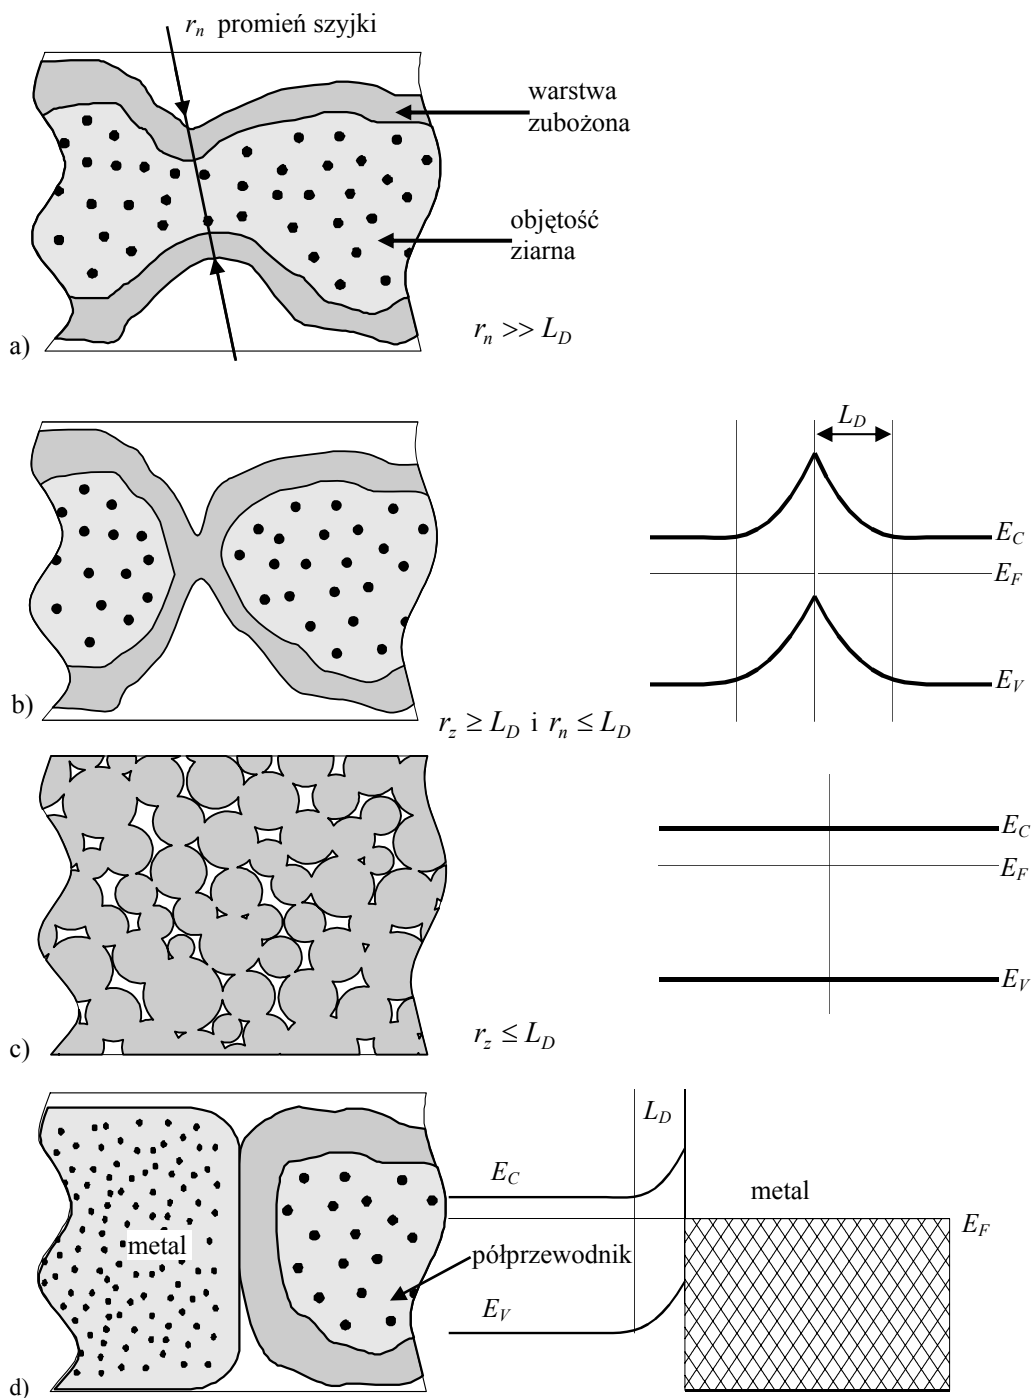 r_n promień szyjki
warstwa
zubożona
objętość
ziarna
r_n >> L_D
a)
L_D
E_C
E_F
E_V
b)
r_z ≥ L_D i r_n ≤ L_D
E_C
E_F
E_V
c)
r_z ≤ L_D
L_D
E_C
metal
E_F
metal
półprzewodnik
E_V
d)